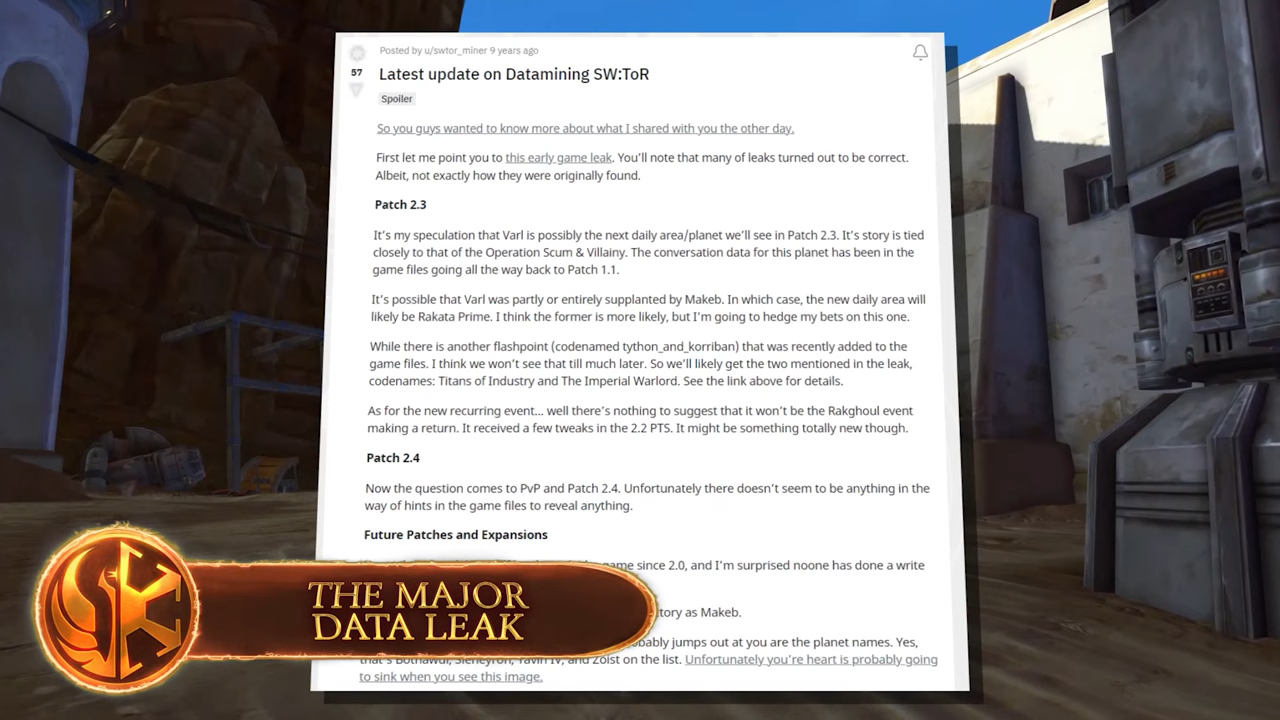 Posted by u/swtor_miner 9 years ago
57
Latest update on Datamining SW:ToR
Spoiler
So you guys wanted to know more about what I shared with you the other day.
First let me point you to this early game leak. You'll note that many of leaks turned out to be correct.
Albeit, not exactly how they were originally found.
Patch 2.3
It's my speculation that Varl is possibly the next daily area/planet we'll see in Patch 2.3. It's story is tied
closely to that of the Operation Scum & Villainy. The conversation data for this planet has been in the
game files going all the way back to Patch 1.1.
It's possible that Varl was partly or entirely supplanted by Makeb. In which case, the new daily area will
likely be Rakata Prime. I think the former is more likely, but I'm going to hedge my bets on this one.
While there is another flashpoint (codenamed tython_and_korriban) that was recently added to the
game files. I think we won't see that till much later. So we'll likely get the two mentioned in the leak,
codenames: Titans of Industry and The Imperial Warlord. See the link above for details.
As for the new recurring event... well there's nothing to suggest that it won't be the Rakghoul event
making a return. It received a few tweaks in the 2.2 PTS. It might be something totally new though.
Patch 2.4
Now the question comes to PvP and Patch 2.4. Unfortunately there doesn't seem to be anything in the
way of hints in the game files to reveal anything.
Future Patches and Expansions
game since 2.0, and I'm surprised noone has done a write
as Makeb.
jumps out at you are the planet names. Yes,
that's Bothawui, Sleheyron, Yavin IV, and Ziost on the list. Unfortunately you're heart is probably going
to sink when you see this image.
THE MAJOR
DATA LEAK